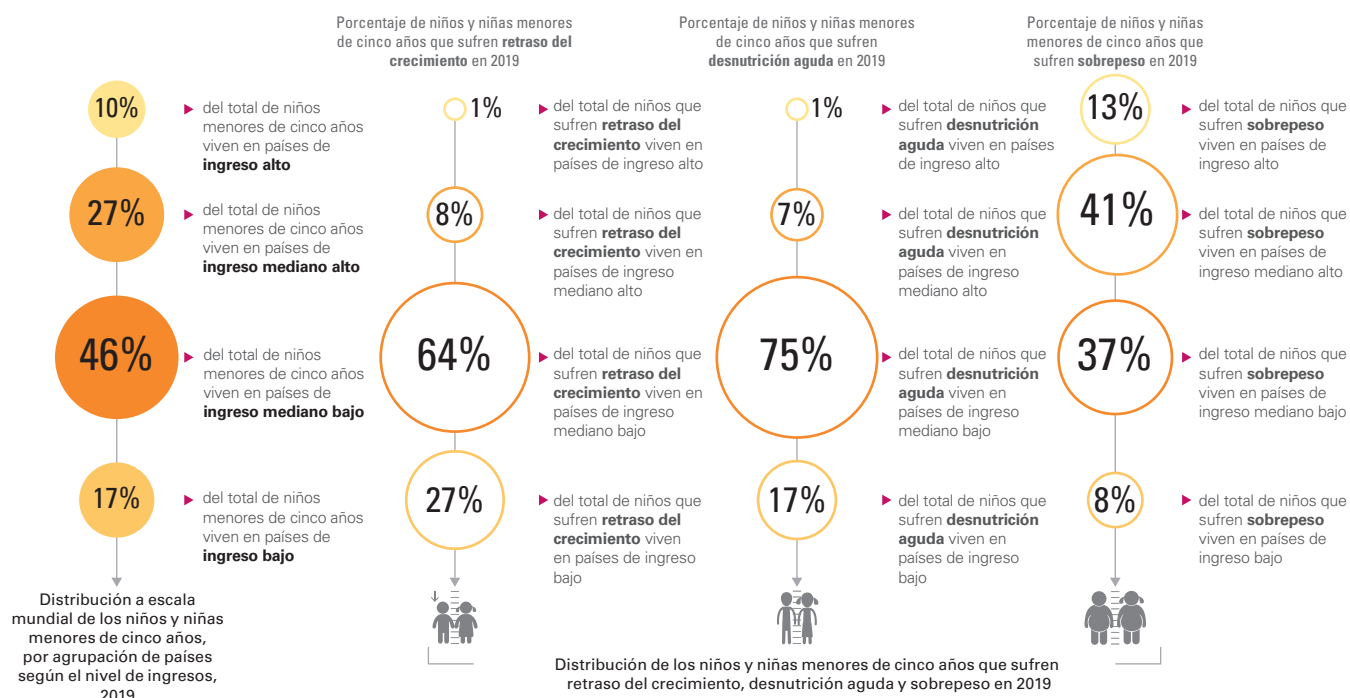 Porcentaje de niños y niñas menores
de cinco años que sufren retraso del
crecimiento en 2019
Porcentaje de niños y niñas menores
de cinco años que sufren
desnutrición aguda en 2019
Porcentaje de niños y niñas
menores de cinco años que
sufren sobrepeso en 2019
10%
del total de niños
menores de cinco años
viven en países de
ingreso alto
1%
del total de niños que
sufren retraso del
crecimiento viven en
países de ingreso alto
1%
del total de niños que
sufren desnutrición
aguda viven en países
de ingreso alto
13%
del total de niños que
sufren sobrepeso
viven en países de
ingreso alto
27%
del total de niños
menores de cinco años
viven en países de
ingreso mediano alto
8%
del total de niños que
sufren retraso del
crecimiento viven en
países de ingreso
mediano alto
7%
del total de niños que
sufren desnutrición
aguda viven en
países de ingreso
mediano alto
41%
del total de niños que
sufren sobrepeso
viven en países de
ingreso mediano alto
46%
del total de niños
menores de cinco años
viven en países de
ingreso mediano bajo
64%
del total de niños que
sufren retraso del
crecimiento viven en
países de ingreso
mediano bajo
75%
del total de niños que
sufren desnutrición
aguda viven en
países de ingreso
mediano bajo
37%
del total de niños que
sufren sobrepeso
viven en países de
ingreso mediano bajo
17%
del total de niños
menores de cinco años
viven en países de
ingreso bajo
27%
del total de niños que
sufren retraso del
crecimiento viven
en países de ingreso
bajo
17%
del total de niños que
sufren desnutrición
aguda viven en
países de ingreso
bajo
8%
del total de niños que
sufren sobrepeso
viven en países de
ingreso bajo
Distribución a escala
mundial de los niños y niñas
menores de cinco años,
por agrupación de países
según el nivel de ingresos,
2019
Distribución de los niños y niñas menores de cinco años que sufren
retraso del crecimiento, desnutrición aguda y sobrepeso en 2019